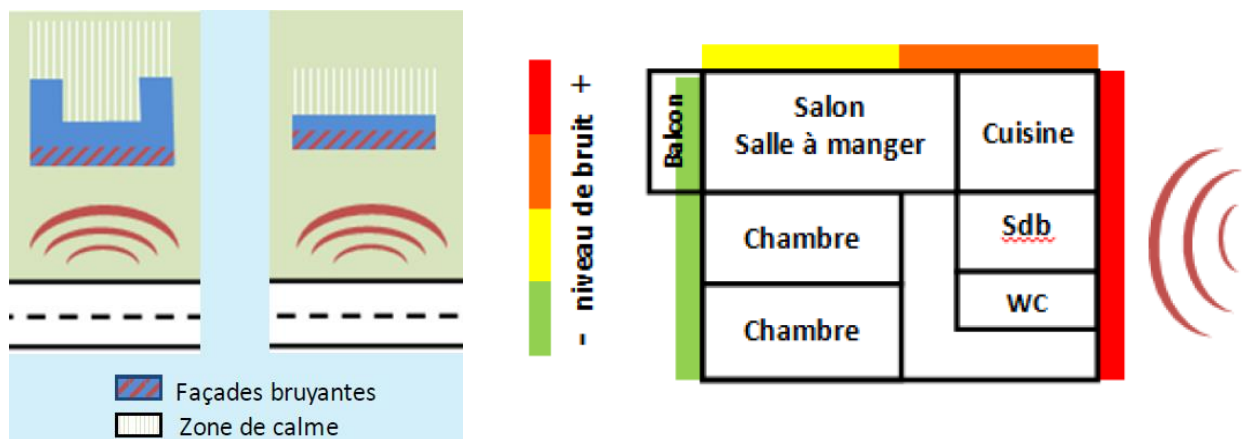 Façades bruyantes
Zone de calme
- niveau de bruit +
Balcon
Salon
Salle à manger
Cuisine
Chambre
Sdb
Chambre
WC